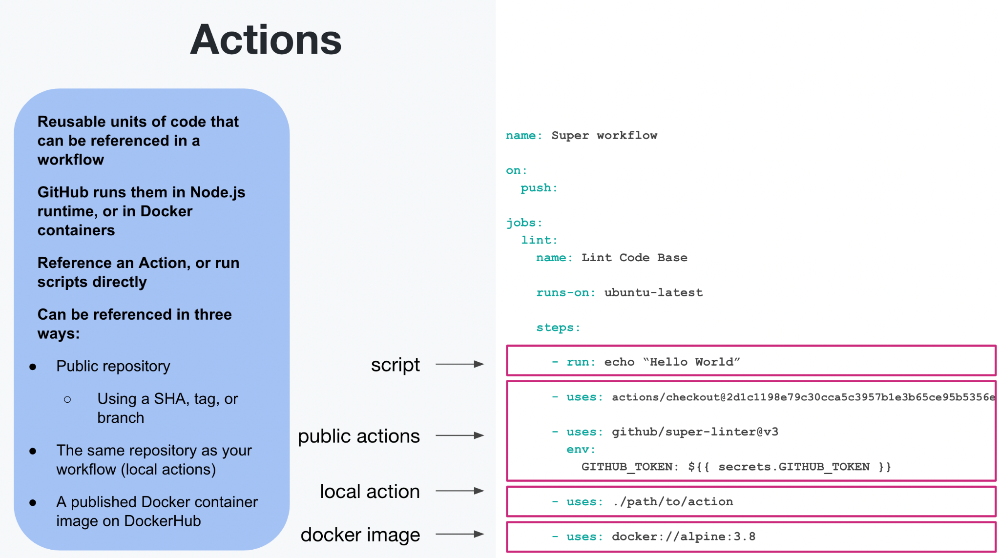 Actions
Reusable units of code that
can be referenced in a
workflow
GitHub runs them in Node.js
runtime, or in Docker
containers
Reference an Action, or run
scripts directly
Can be referenced in three
ways:
● Public repository
○ Using a SHA, tag, or
branch
● The same repository as your
workflow (local actions)
● A published Docker container
image on DockerHub
script
public actions
local action
docker image
name: Super workflow
on:
  push:
jobs:
  lint:
    name: Lint Code Base
    runs-on: ubuntu-latest
    steps:
      - run: echo “Hello World”
      - uses: actions/checkout@2d1c1198e79c30cca5c3957b1e3b65ce95b5356e
      - uses: github/super-linter@v3
        env:
          GITHUB_TOKEN: ${{ secrets.GITHUB_TOKEN }}
      - uses: ./path/to/action
      - uses: docker://alpine:3.8